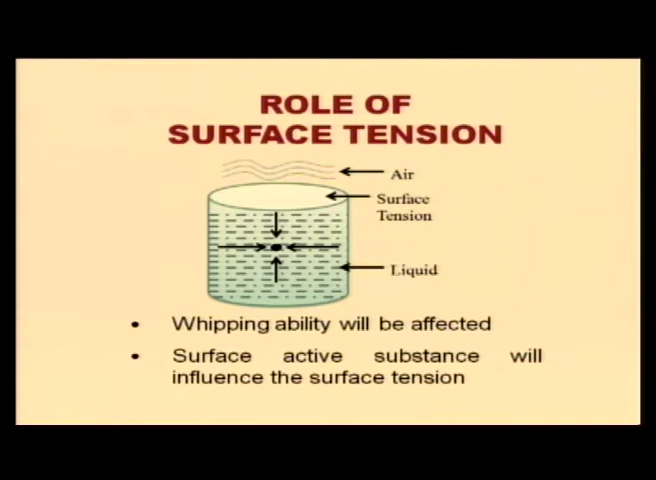 ROLE OF
SURFACE TENSION
Air
Surface
Tension
Liquid
• Whipping ability will be affected
• Surface active substance will
influence the surface tension